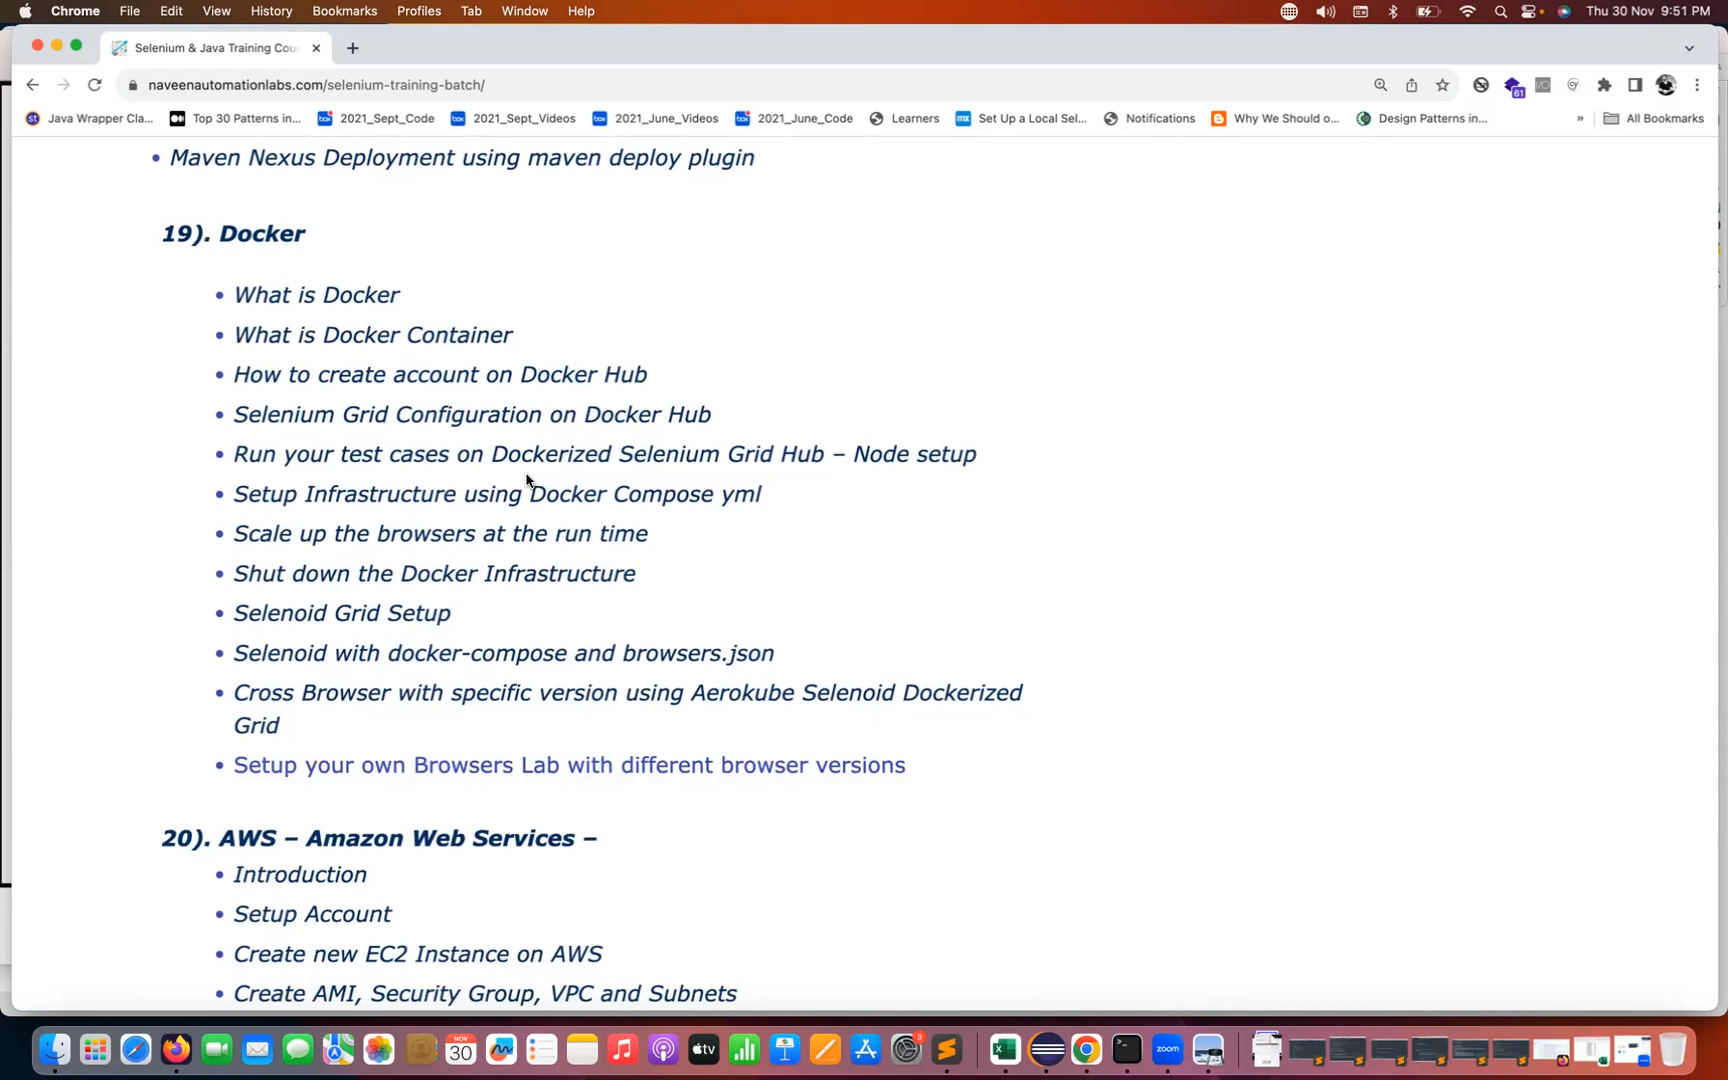 Chrome File Edit View History Bookmarks Profiles Tab Window Help Thu 30 Nov 9:51 PM
Selenium & Java Training Cou
naveenautomationlabs.com/selenium-training-batch/
61
Java Wrapper Cla... Top 30 Patterns in... 2021_Sept_Code 2021_Sept_Videos 2021_June_Videos 2021_June_Code Learners Set Up a Local Sel... Notifications Why We Should o... Design Patterns in... » All Bookmarks
• Maven Nexus Deployment using maven deploy plugin
19). Docker
• What is Docker
• What is Docker Container
• How to create account on Docker Hub
• Selenium Grid Configuration on Docker Hub
• Run your test cases on Dockerized Selenium Grid Hub – Node setup
• Setup Infrastructure using Docker Compose yml
• Scale up the browsers at the run time
• Shut down the Docker Infrastructure
• Selenoid Grid Setup
• Selenoid with docker-compose and browsers.json
• Cross Browser with specific version using Aerokube Selenoid Dockerized
Grid
• Setup your own Browsers Lab with different browser versions
20). AWS – Amazon Web Services –
• Introduction
• Setup Account
• Create new EC2 Instance on AWS
• Create AMI, Security Group, VPC and Subnets
NOV
30
tv
3
zoom